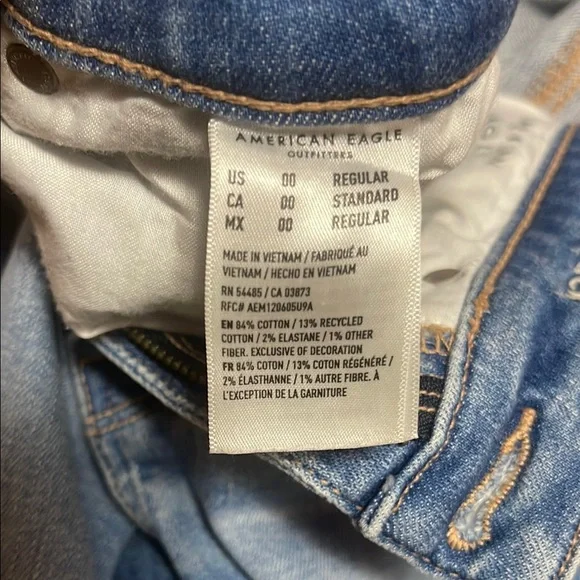 AMERICAN EAGLE
OUTFITTERS
US 00 REGULAR
CA 00 STANDARD
MX 00 REGULAR
MADE IN VIETNAM / FABRIQUÉ AU
VIETNAM / HECHO EN VIETNAM
RN 54485 / CA 03873
RFC# AEM120605U9A
EN 84% COTTON / 13% RECYCLED
COTTON / 2% ELASTANE / 1% OTHER
FIBER. EXCLUSIVE OF DECORATION
FR 84% COTON / 13% COTON RÉGÉNÉRÉ /
2% ÉLASTHANNE / 1% AUTRE FIBRE. À
L'EXCEPTION DE LA GARNITURE